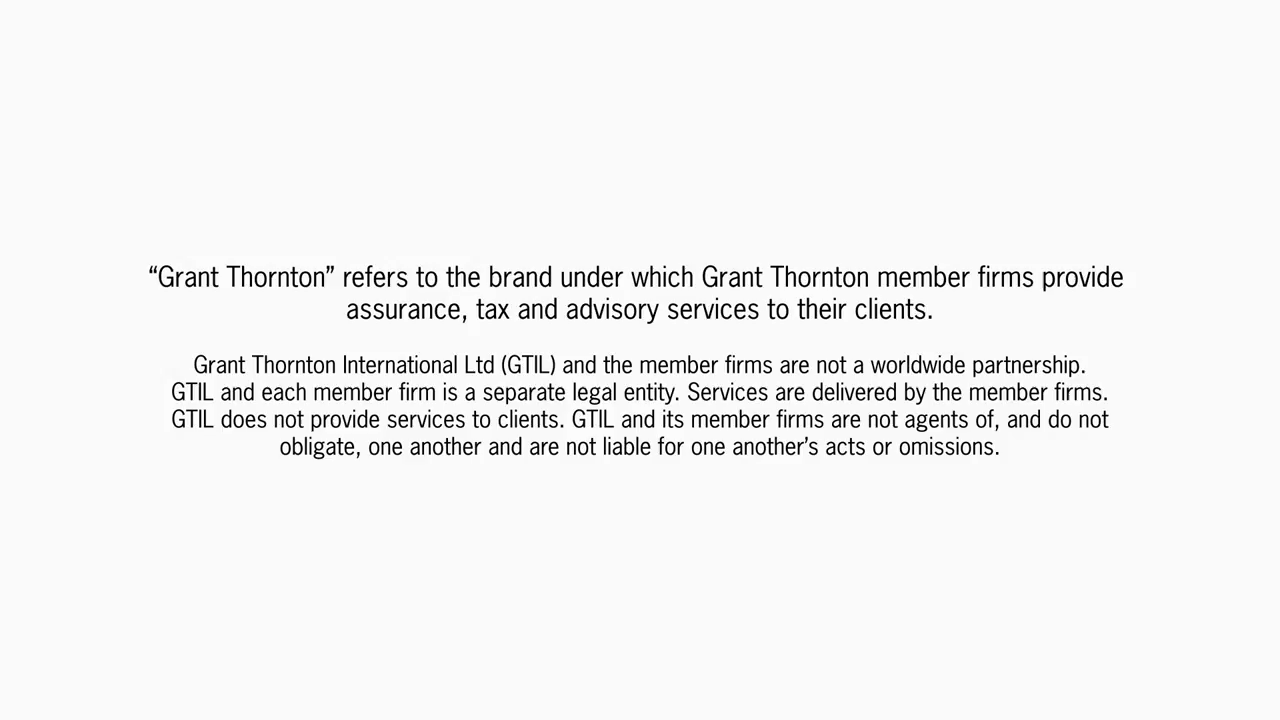 “Grant Thornton” refers to the brand under which Grant Thornton member firms provide
assurance, tax and advisory services to their clients.
Grant Thornton International Ltd (GTIL) and the member firms are not a worldwide partnership.
GTIL and each member firm is a separate legal entity. Services are delivered by the member firms.
GTIL does not provide services to clients. GTIL and its member firms are not agents of, and do not
obligate, one another and are not liable for one another’s acts or omissions.